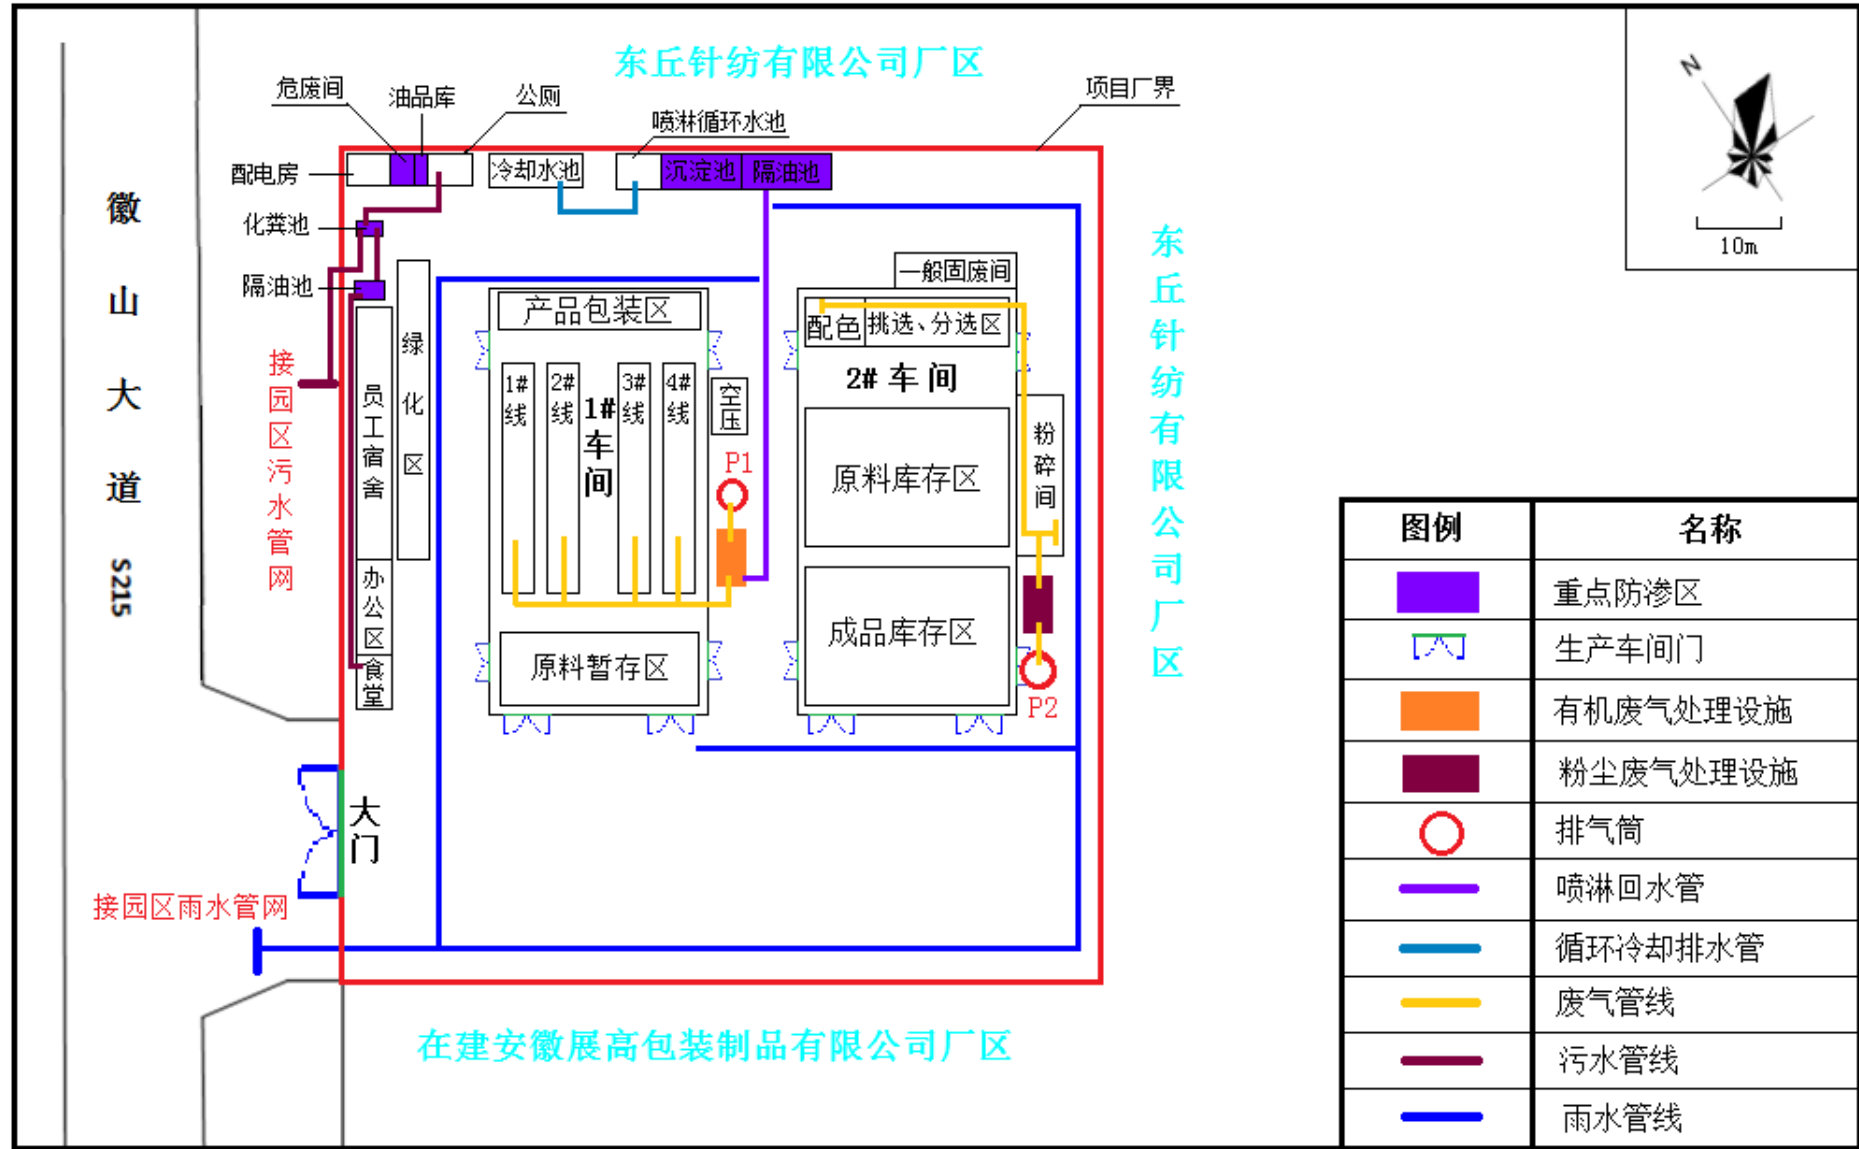 东丘针纺有限公司厂区
危废间
油品库
公厕
项目厂界
喷淋循环水池
配电房
冷却水池
沉淀池
隔油池
化粪池
隔油池
N
10m
徽山大道
S215
东丘针纺有限公司厂区
接园区污水管网
绿化区
员工宿舍
办公区
食堂
产品包装区
1#线
2#线
1#车间
3#线
4#线
空压
P1
原料暂存区
一般固废间
配色
挑选、分选区
2# 车 间
原料库存区
粉碎间
成品库存区
P2
大门
接园区雨水管网
在建安徽展高包装制品有限公司厂区
图例 名称
重点防渗区
生产车间门
有机废气处理设施
粉尘废气处理设施
排气筒
喷淋回水管
循环冷却排水管
废气管线
污水管线
雨水管线